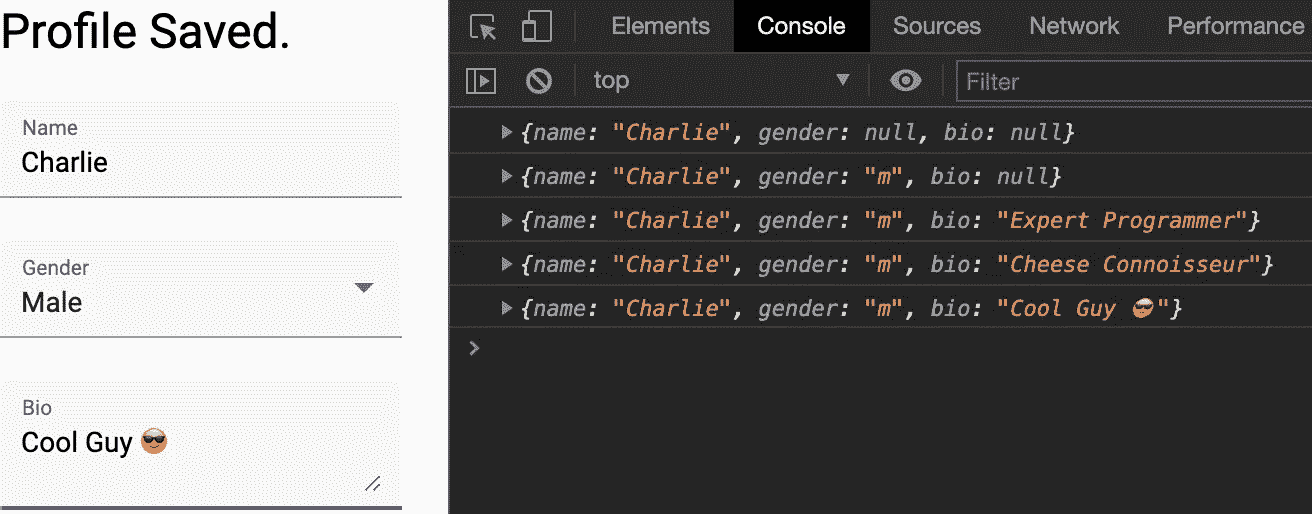 Profile Saved.
Name
Charlie
Gender
Male
Bio
Cool Guy 😎
Elements Console Sources Network Performance
top Filter
{name: "Charlie", gender: null, bio: null}
{name: "Charlie", gender: "m", bio: null}
{name: "Charlie", gender: "m", bio: "Expert Programmer"}
{name: "Charlie", gender: "m", bio: "Cheese Connoisseur"}
{name: "Charlie", gender: "m", bio: "Cool Guy 😎"}